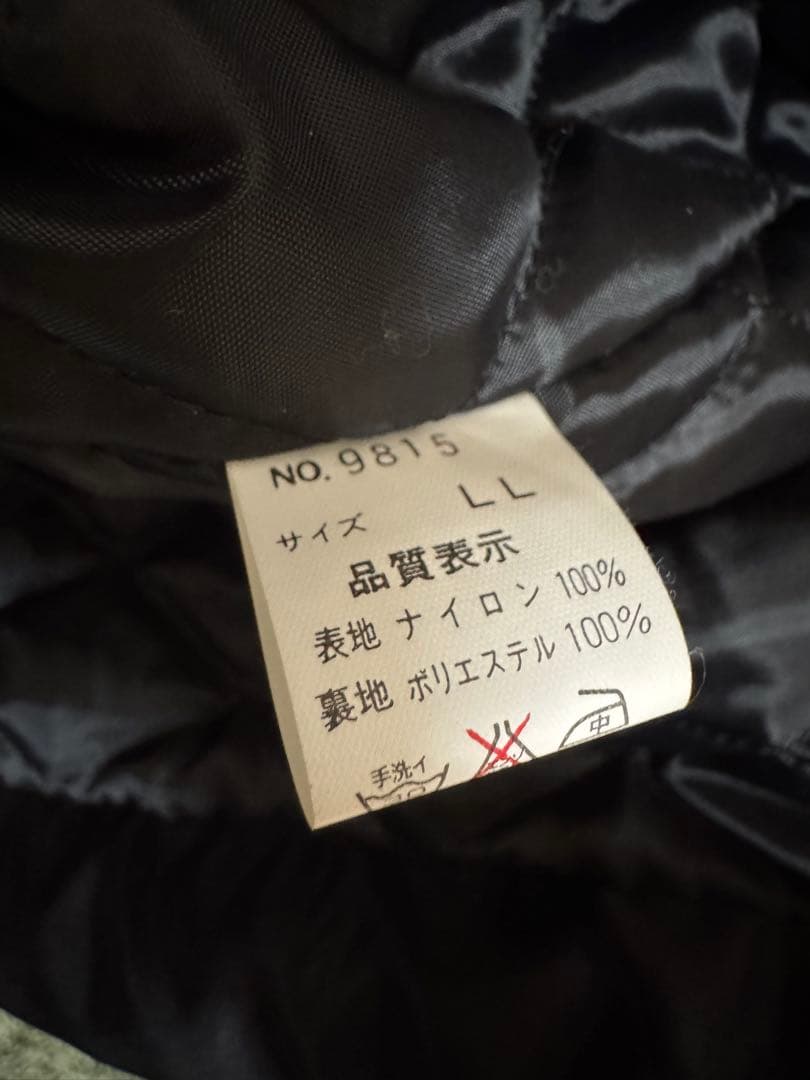 NO. 9815
サイズ LL
品質表示
表地 ナイロン 100%
裏地 ポリエステル 100%
手洗イ 中